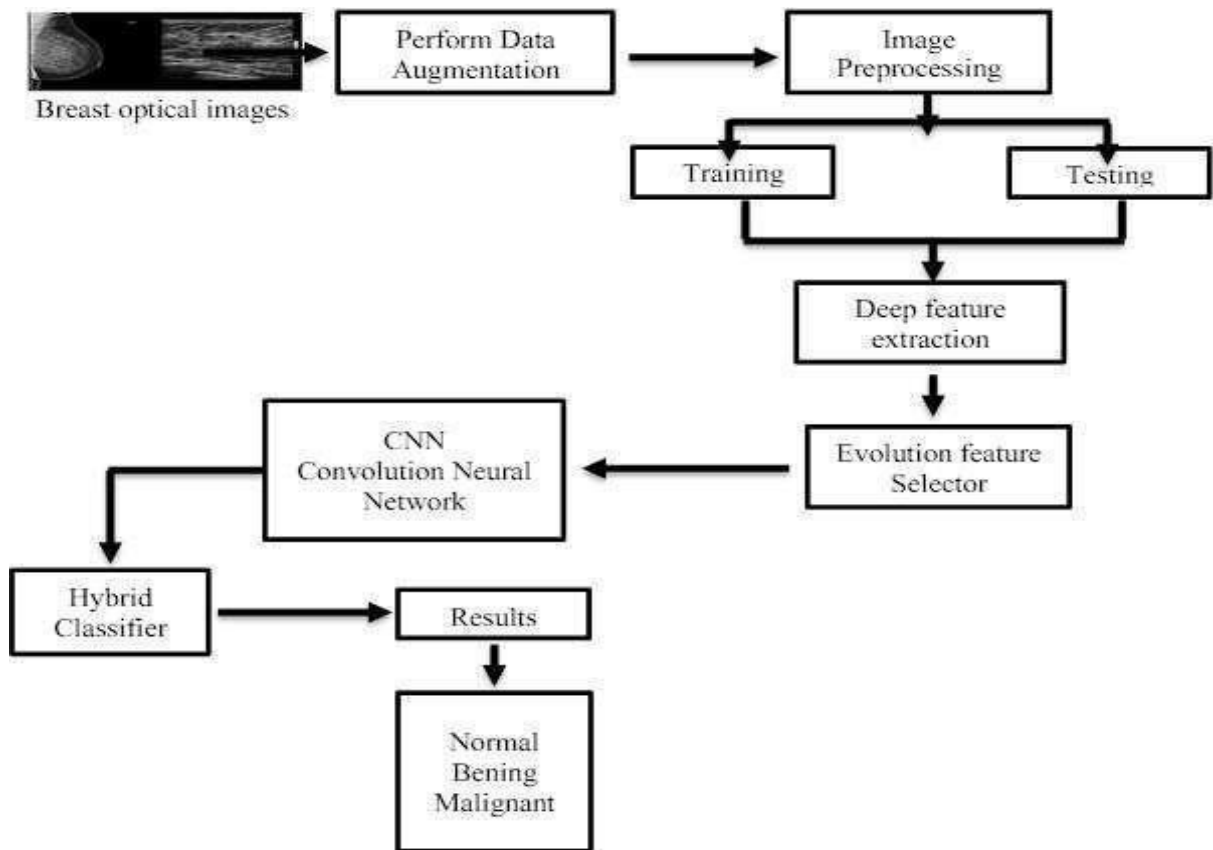 Breast optical images
Perform Data
Augmentation
Image
Preprocessing
Training
Testing
Deep feature
extraction
Evolution feature
Selector
CNN
Convolution Neural
Network
Hybrid
Classifier
Results
Normal
Bening
Malignant